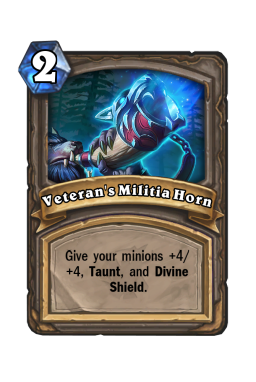 2
Veteran's Militia Horn
Give your minions +4/
+4, Taunt, and Divine
Shield.